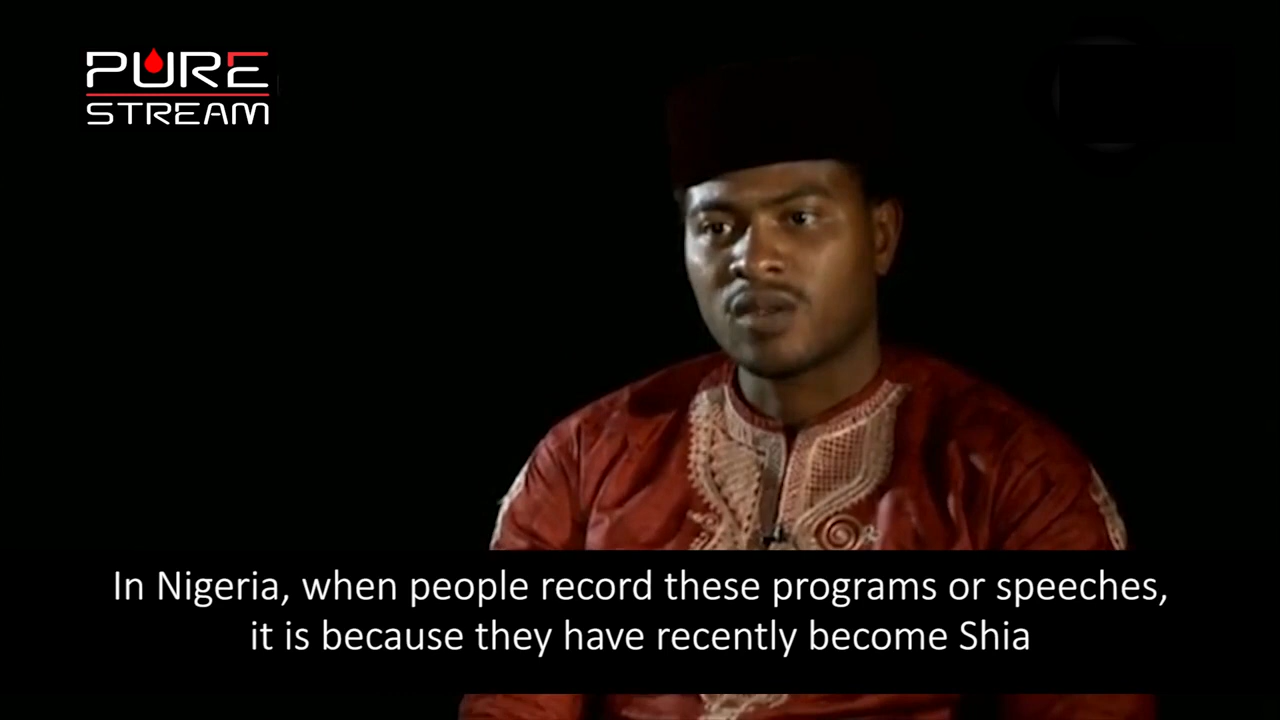 PURE
STREAM
In Nigeria, when people record these programs or speeches,
it is because they have recently become Shia